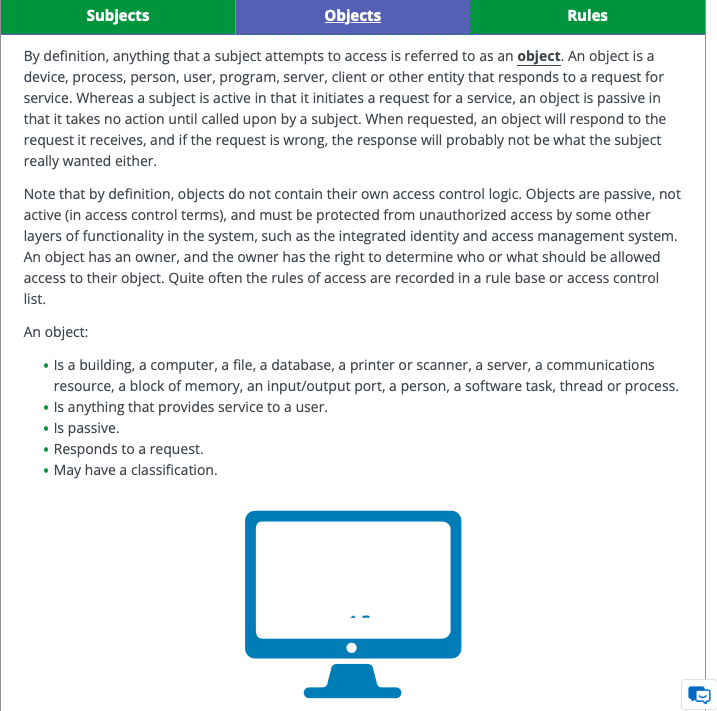 Subjects
Objects
Rules
By definition, anything that a subject attempts to access is referred to as an object. An object is a
device, process, person, user, program, server, client or other entity that responds to a request for
service. Whereas a subject is active in that it initiates a request for a service, an object is passive in
that it takes no action until called upon by a subject. When requested, an object will respond to the
request it receives, and if the request is wrong, the response will probably not be what the subject
really wanted either.
Note that by definition, objects do not contain their own access control logic. Objects are passive, not
active (in access control terms), and must be protected from unauthorized access by some other
layers of functionality in the system, such as the integrated identity and access management system.
An object has an owner, and the owner has the right to determine who or what should be allowed
access to their object. Quite often the rules of access are recorded in a rule base or access control
list.
An object:
• Is a building, a computer, a file, a database, a printer or scanner, a server, a communications
resource, a block of memory, an input/output port, a person, a software task, thread or process.
• Is anything that provides service to a user.
• Is passive.
• Responds to a request.
• May have a classification.